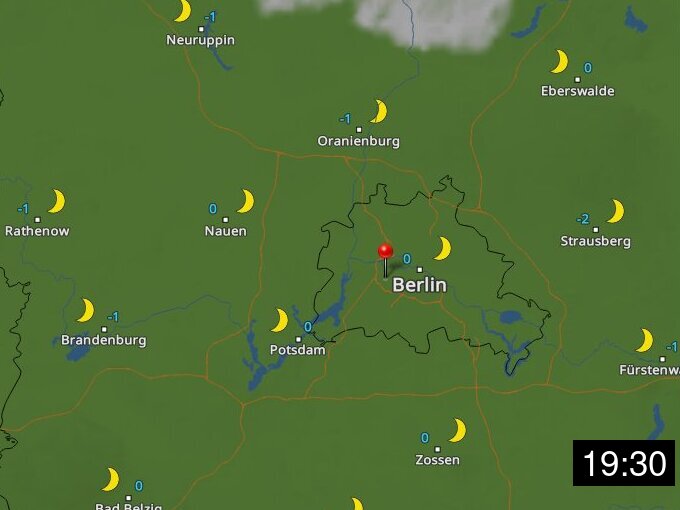 -1
Neuruppin
0
Eberswalde
-1
Oranienburg
-1
Rathenow
0
Nauen
-2
Strausberg
0
Berlin
-1
Brandenburg
0
Potsdam
-1
Fürstenwa
0
Zossen
19:30
0
Bad Belzig